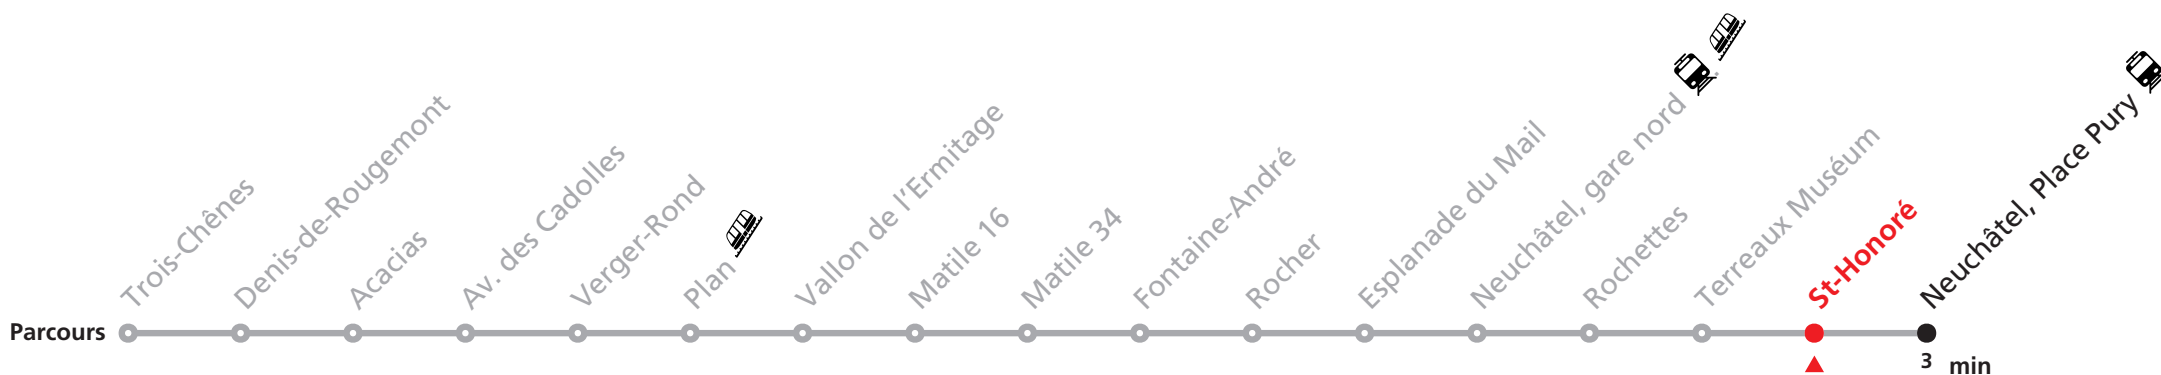 Parcours
Trois-Chênes
Denis-de-Rougemont
Acacias
Av. des Cadolles
Verger-Rond
Plan
Vallon de l’Ermitage
Matile 16
Matile 34
Fontaine-André
Rocher
Esplanade du Mail
Neuchâtel, gare nord
Rochettes
Terreaux Muséum
St-Honoré
Neuchâtel, Place Pury
3 min